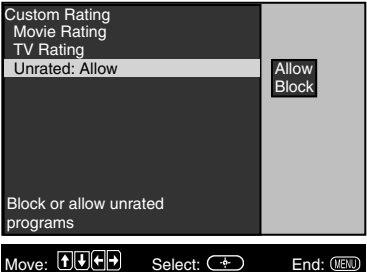 Custom Rating
Movie Rating
TV Rating
Unrated: Allow
Allow
Block
Block or allow unrated
programs
Move: ↑↓←→ Select: End: MENU